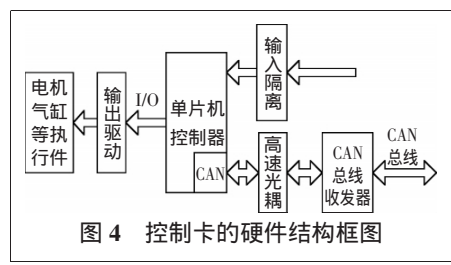 电机
气缸
等执
行件
输
出
驱
动
I/O
单片机
控制器
CAN
输
入
隔
离
高
速
光
耦
CAN
总线
收发器
CAN
总线
图 4 控制卡的硬件结构框图